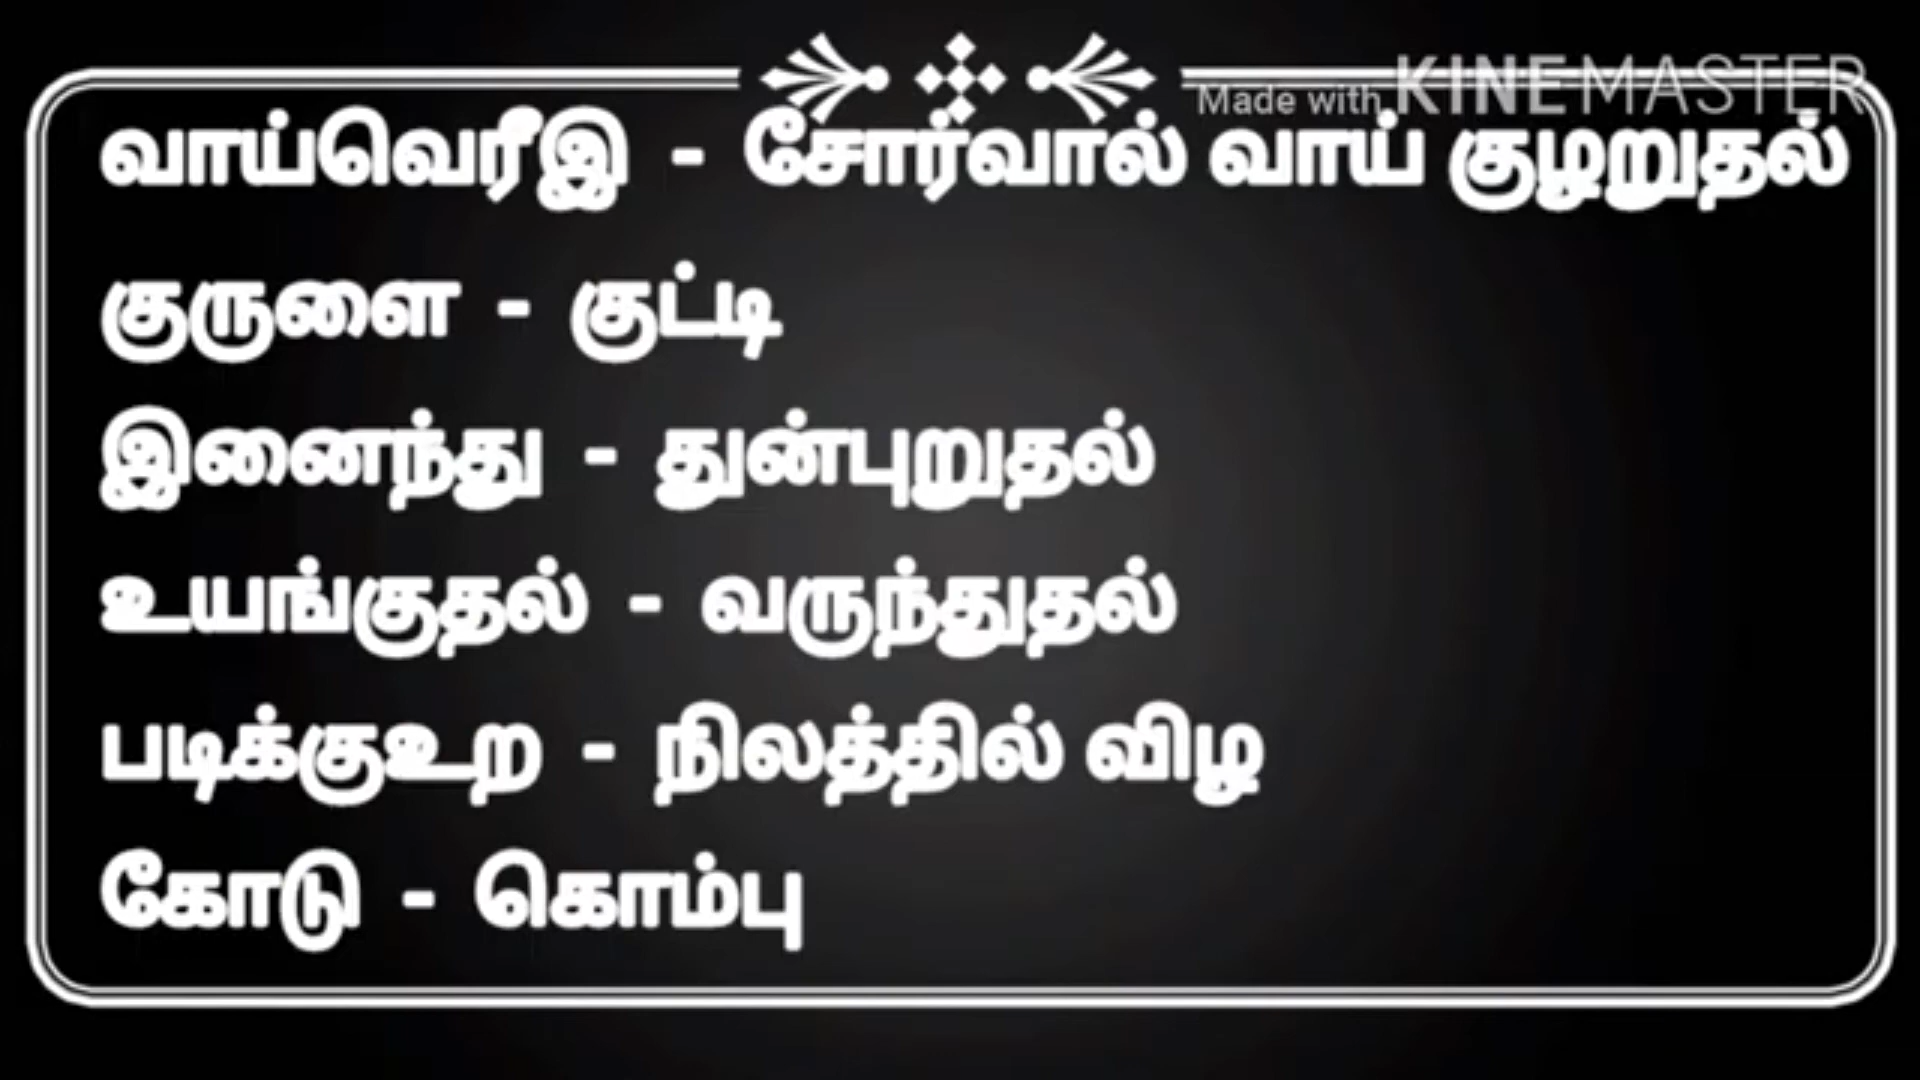 Made with KINEMASTER
வாய்வெரீஇ - சோர்வால் வாய் குழறுதல்
குருளை - குட்டி
இனைந்து - துன்புறுதல்
உயங்குதல் - வருந்துதல்
படிக்குஉற - நிலத்தில் விழ
கோடு - கொம்பு